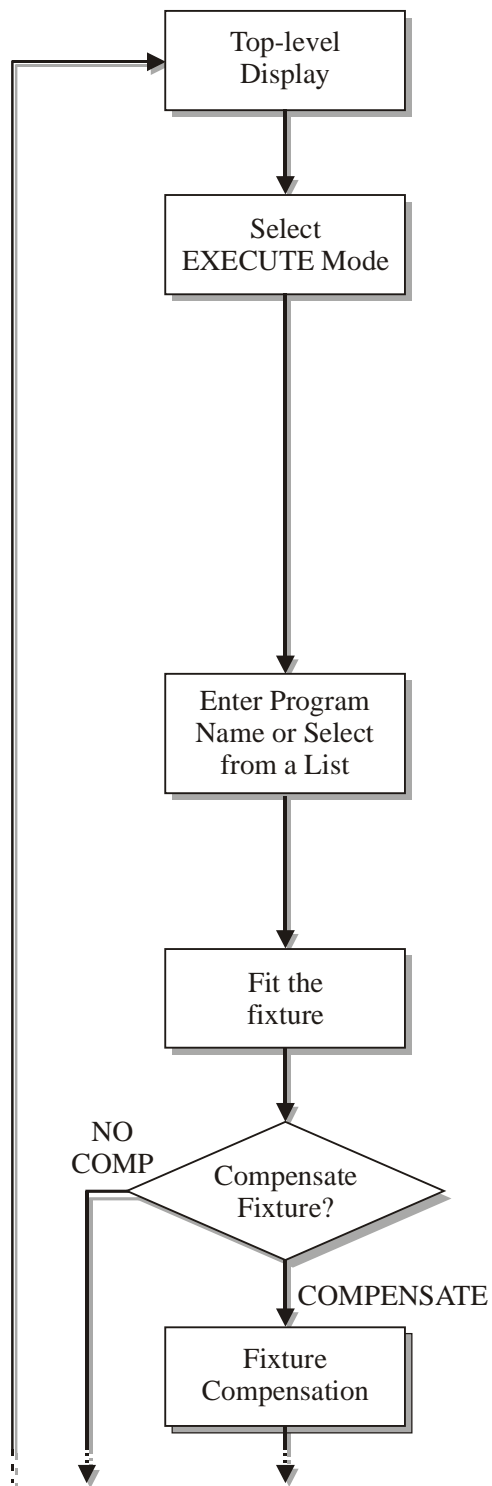 Top-level
Display
Select
EXECUTE Mode
Enter Program
Name or Select
from a List
Fit the
fixture
NO
COMP
Compensate
Fixture?
COMPENSATE
Fixture
Compensation